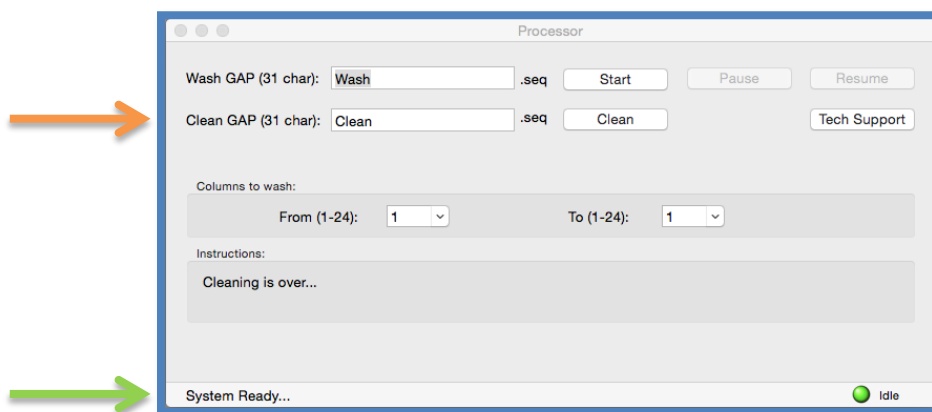 Processor
Wash GAP (31 char): Wash .seq Start Pause Resume
Clean GAP (31 char): Clean .seq Clean Tech Support
Columns to wash:
From (1-24): 1 To (1-24): 1
Instructions:
Cleaning is over...
System Ready... Idle